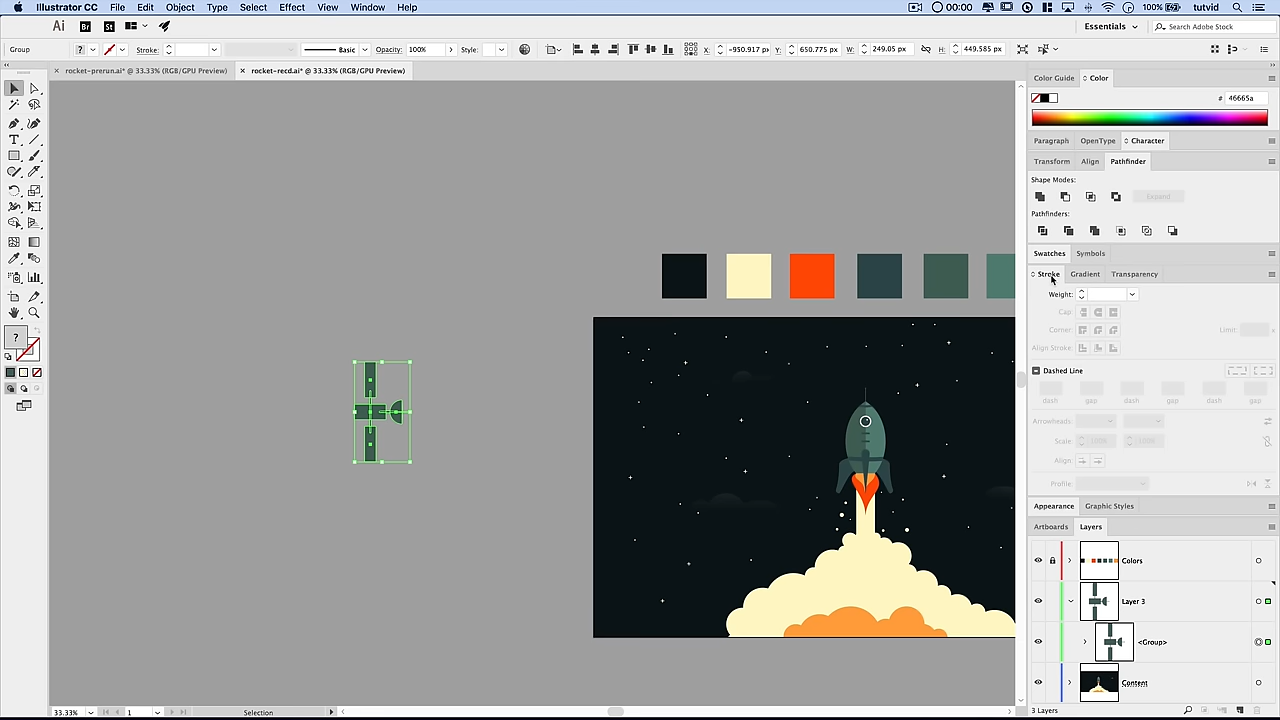 Illustrator CC File Edit Object Type Select Effect View Window Help 00:00 100% tutvid
Ai Br St Essentials Search Adobe Stock
Group ? Stroke: Basic Opacity: 100% Style: X: -950.917 px Y: 650.775 px W: 249.05 px H: 449.585 px
× rocket-prerun.ai* @ 33.33% (RGB/GPU Preview) × rocket-recd.ai* @ 33.33% (RGB/GPU Preview)
Color Guide Color
# 46665a
Paragraph OpenType Character
Transform Align Pathfinder
Shape Modes:
Expand
Pathfinders:
Swatches Symbols
Stroke Gradient Transparency
Weight:
Cap:
Corner: Limit: x
Align Stroke:
Dashed Line
dash gap dash gap dash gap
Arrowheads:
Scale: 100% 100%
Align:
Profile:
Appearance Graphic Styles
Artboards Layers
Colors
Layer 3
<Group>
Content
?
33.33% 1 Selection 3 Layers